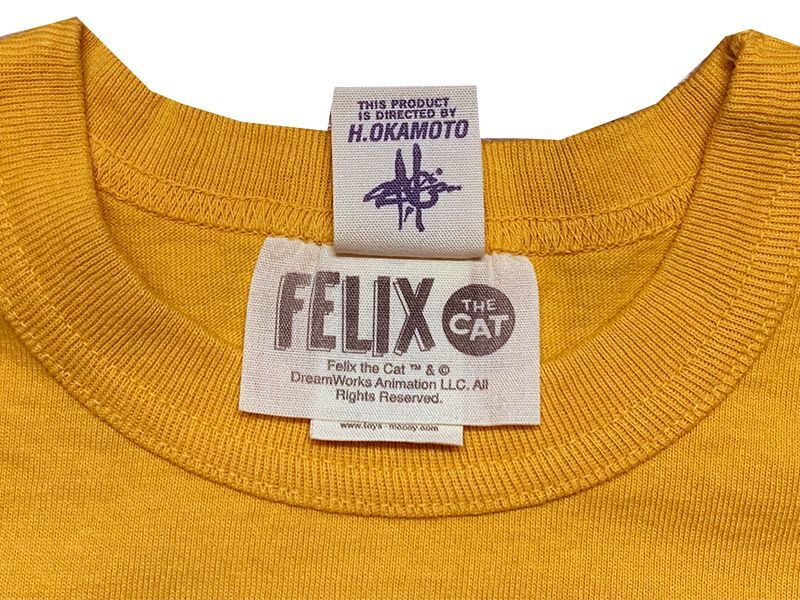 THIS PRODUCT
IS DIRECTED BY
H.OKAMOTO
FELIX THE CAT
Felix the Cat ™ & ©
DreamWorks Animation LLC. All
Rights Reserved.
www.toys-mccoy.com